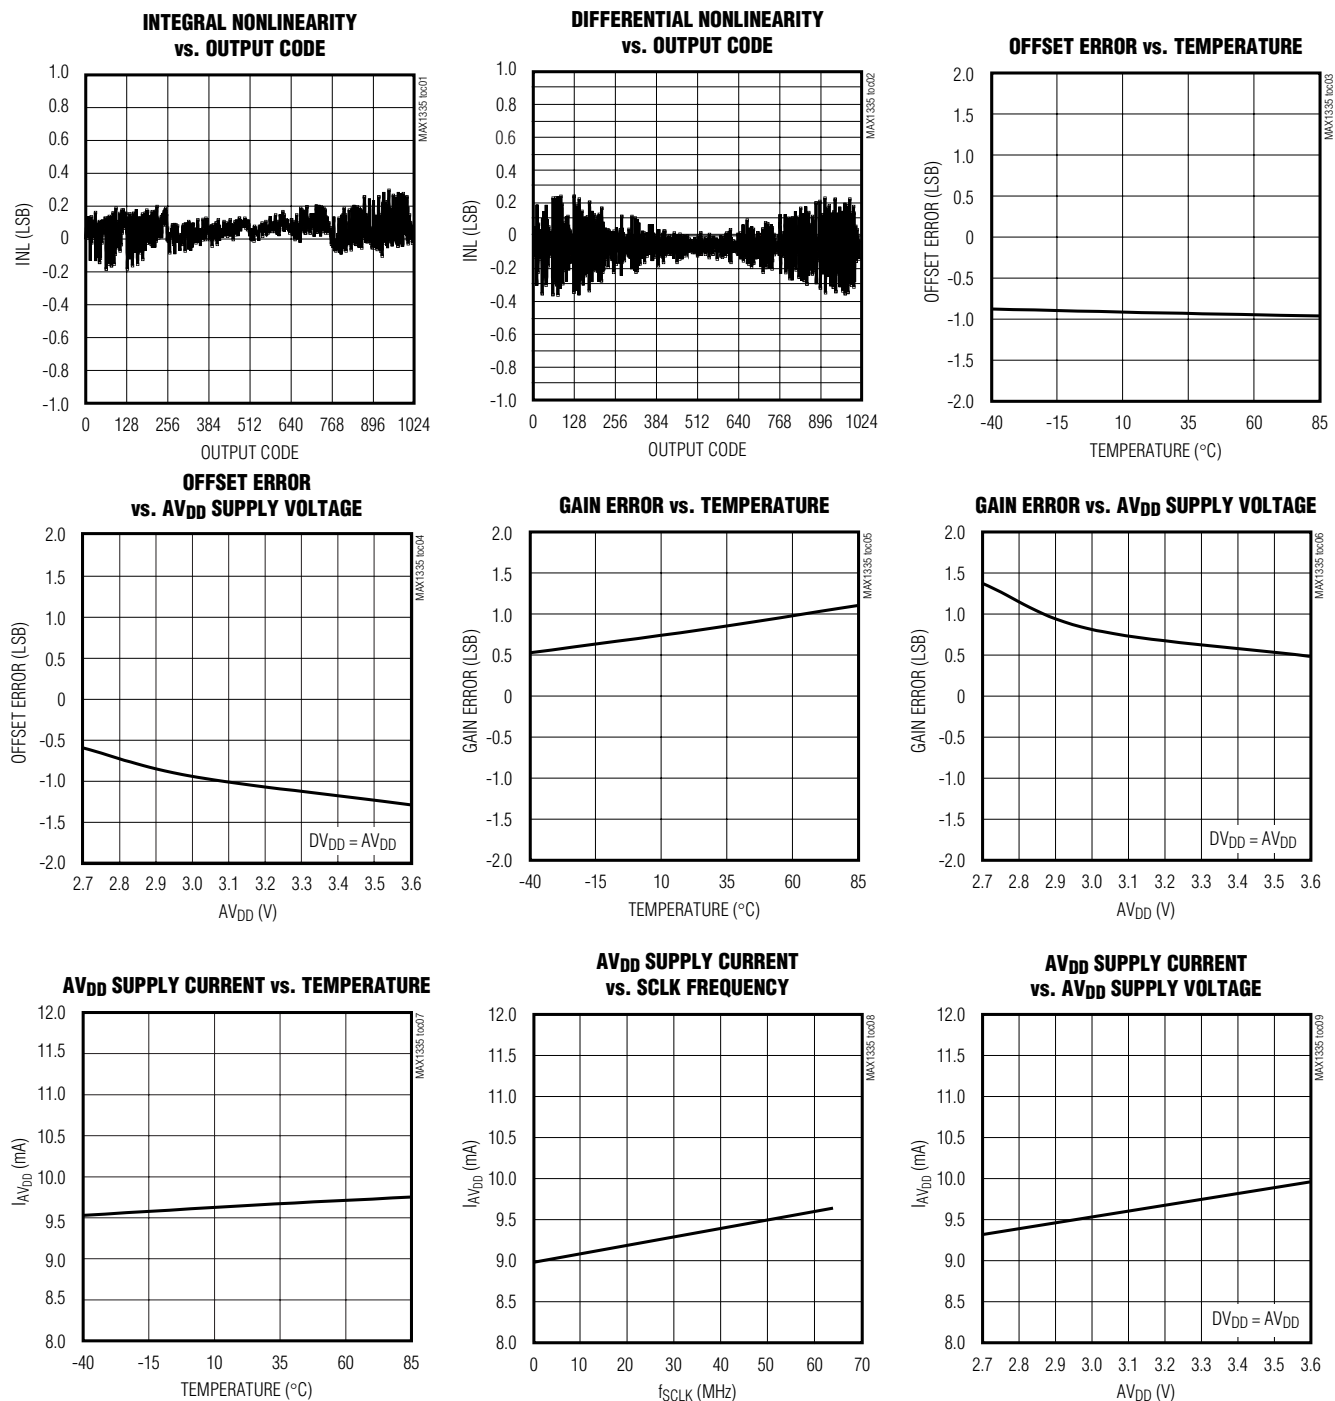 INTEGRAL NONLINEARITY
vs. OUTPUT CODE
MAX1335 toc01
INL (LSB)
1.0
0.8
0.6
0.4
0.2
0
-0.2
-0.4
-0.6
-0.8
-1.0
0 128 256 384 512 640 768 896 1024
OUTPUT CODE
DIFFERENTIAL NONLINEARITY
vs. OUTPUT CODE
MAX1335 toc02
INL (LSB)
1.0
0.8
0.6
0.4
0.2
0
-0.2
-0.4
-0.6
-0.8
-1.0
0 128 256 384 512 640 768 896 1024
OUTPUT CODE
OFFSET ERROR vs. TEMPERATURE
MAX1335 toc03
OFFSET ERROR (LSB)
2.0
1.5
1.0
0.5
0
-0.5
-1.0
-1.5
-2.0
-40 -15 10 35 85
TEMPERATURE (°C)
OFFSET ERROR
vs. AVDD SUPPLY VOLTAGE
MAX1335 toc04
OFFSET ERROR (LSB)
2.0
1.5
1.0
0.5
0
-0.5
-1.0
-1.5
-2.0
DVDD = AVDD
2.7 2.8 2.9 3.0 3.1 3.2 3.3 3.4 3.5 3.6
AVDD (V)
GAIN ERROR vs. TEMPERATURE
MAX1335 toc05
GAIN ERROR (LSB)
2.0
1.5
1.0
0.5
0
-0.5
-1.0
-1.5
-2.0
-40 -15 10 35 60 85
TEMPERATURE (°C)
GAIN ERROR vs. AVDD SUPPLY VOLTAGE
MAX1335 toc06
GAIN ERROR (LSB)
2.0
1.5
1.0
0.5
0
-0.5
-1.0
-1.5
-2.0
DVDD = AVDD
2.7 2.8 2.9 3.0 3.1 3.2 3.3 3.4 3.5 3.6
AVDD (V)
AVDD SUPPLY CURRENT vs. TEMPERATURE
MAX1335 toc07
IAVDD (mA)
12.0
11.5
11.0
10.5
10.0
9.5
9.0
8.5
8.0
-40 -15 10 35 60 85
TEMPERATURE (°C)
AVDD SUPPLY CURRENT
vs. SCLK FREQUENCY
MAX1335 toc08
IAVDD (mA)
12.0
11.5
11.0
10.5
10.0
9.5
9.0
8.5
8.0
0 10 20 30 40 50 60 70
fSCLK (MHz)
AVDD SUPPLY CURRENT
vs. AVDD SUPPLY VOLTAGE
MAX1335 toc09
IAVDD (mA)
12.0
11.5
11.0
10.5
10.0
9.5
9.0
8.5
8.0
DVDD = AVDD
2.7 2.8 2.9 3.0 3.1 3.2 3.3 3.4 3.5 3.6
AVDD (V)